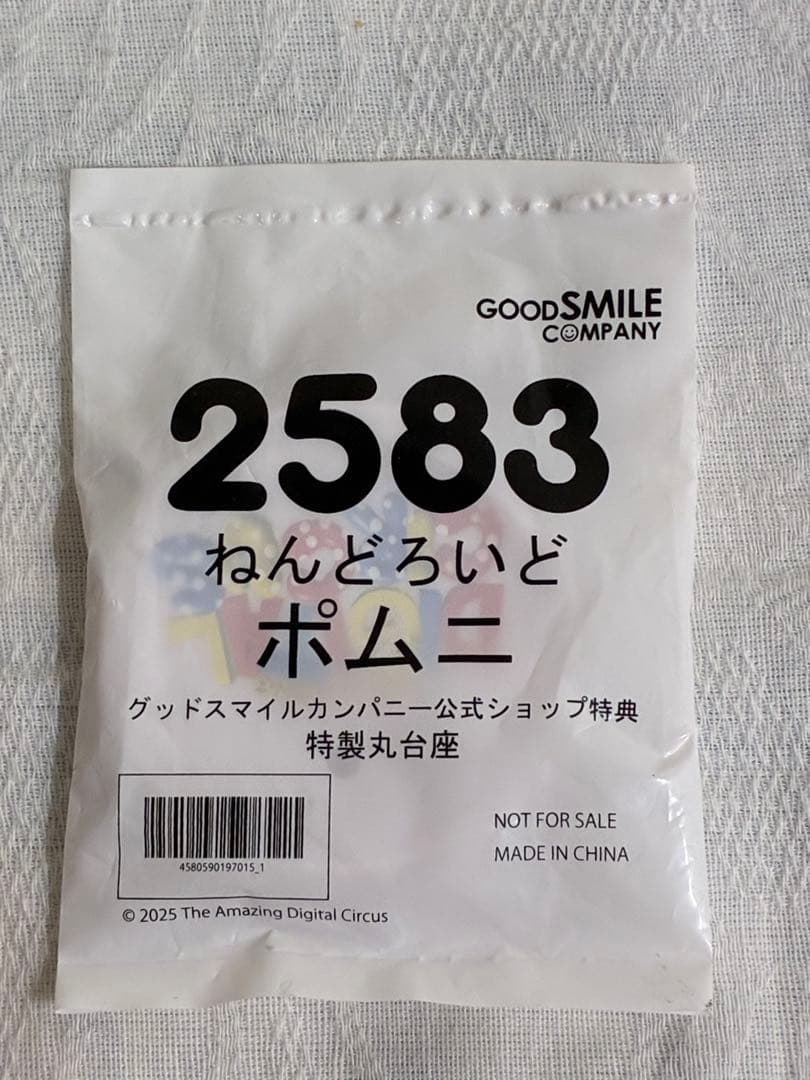 GOODSMILE
COMPANY
2583
ねんどろいど
ポムニ
グッドスマイルカンパニー公式ショップ特典
特製丸台座
4580590197015_1
NOT FOR SALE
MADE IN CHINA
© 2025 The Amazing Digital Circus